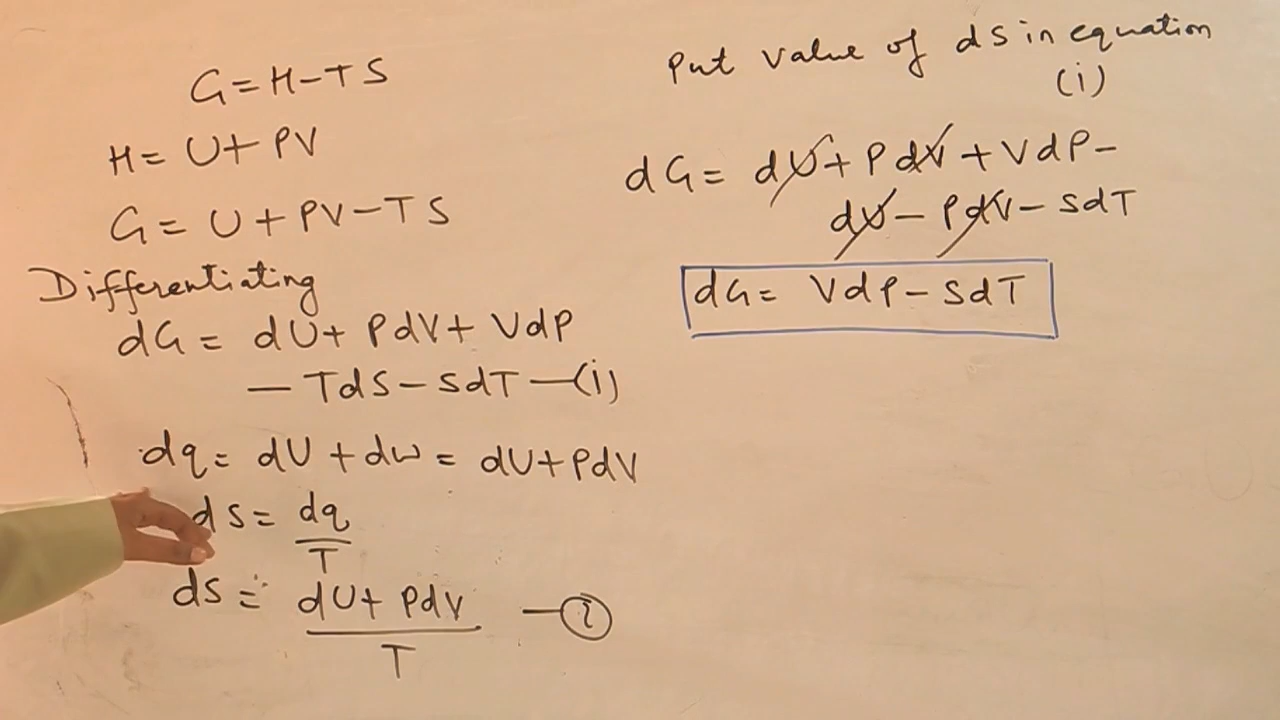 G = H - TS
H = U + PV
G = U + PV - TS
Differentiating
dG = dU + PdV + VdP
- TdS - SdT - (i)
dq = dU + dw = dU + PdV
ds = dq
T
ds = dU + PdV - 2
T
Put value of ds in equation
(i)
dG = dU + PdV + VdP -
dU - PdV - SdT
dG = VdP - SdT